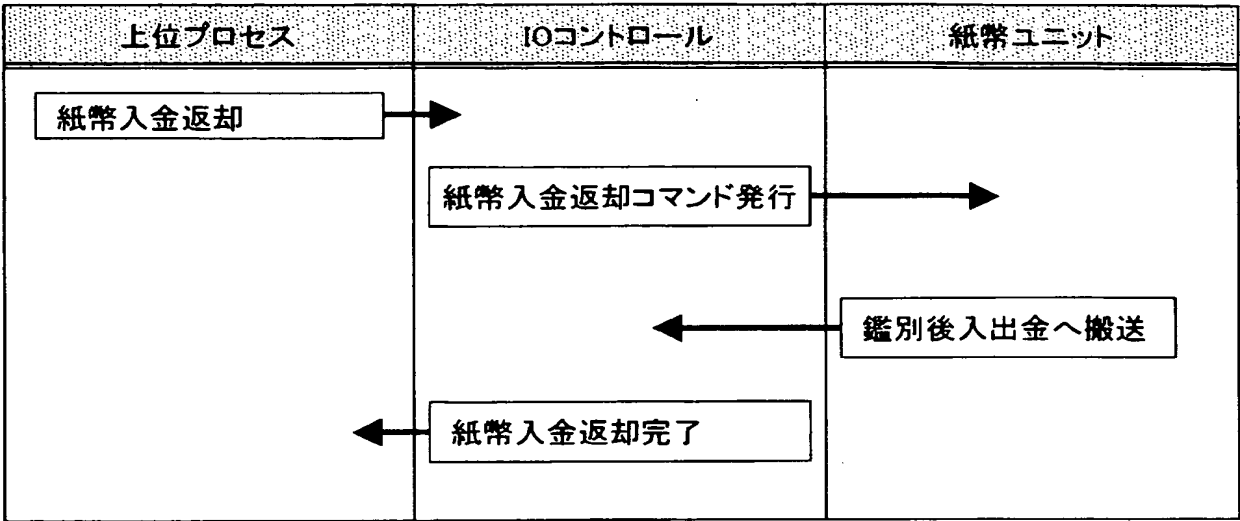 上位プロセス
IOコントロール
紙幣ユニット
紙幣入金返却
紙幣入金返却コマンド発行
鑑別後入出金へ搬送
紙幣入金返却完了